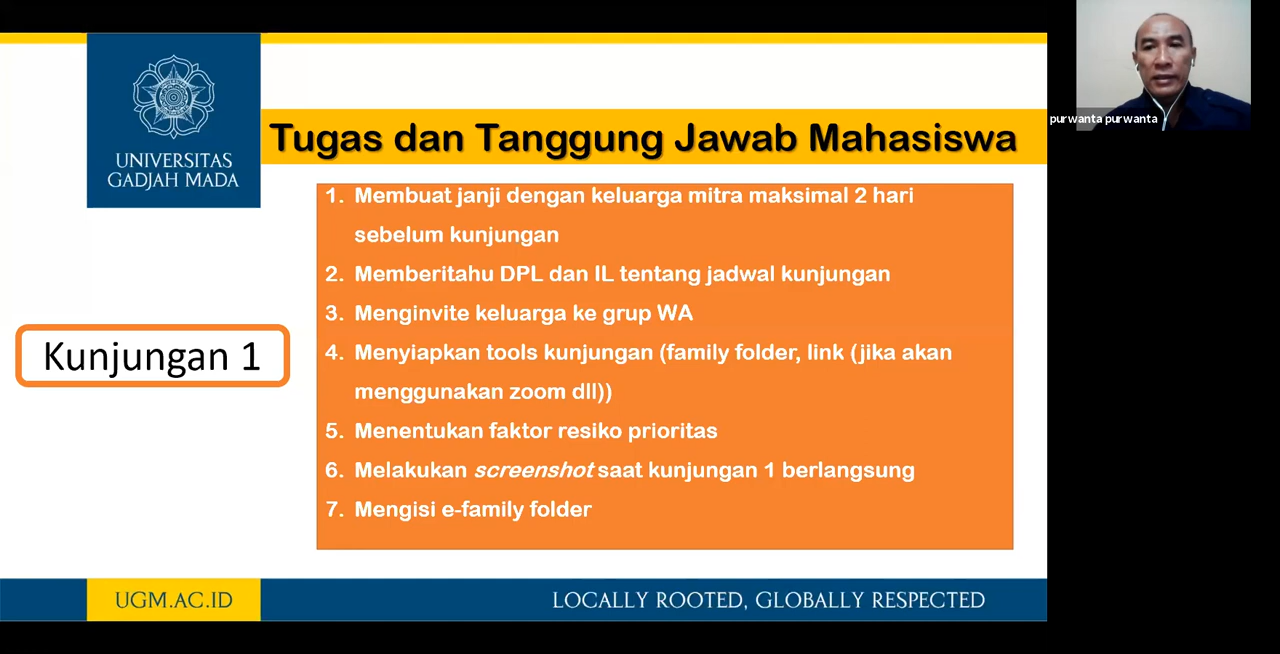 UNIVERSITAS
GADJAH MADA
Tugas dan Tanggung Jawab Mahasiswa
purwanta purwanta
Kunjungan 1
1. Membuat janji dengan keluarga mitra maksimal 2 hari
sebelum kunjungan
2. Memberitahu DPL dan IL tentang jadwal kunjungan
3. Menginvite keluarga ke grup WA
4. Menyiapkan tools kunjungan (family folder, link (jika akan
menggunakan zoom dll))
5. Menentukan faktor resiko prioritas
6. Melakukan screenshot saat kunjungan 1 berlangsung
7. Mengisi e-family folder
UGM.AC.ID
LOCALLY ROOTED, GLOBALLY RESPECTED